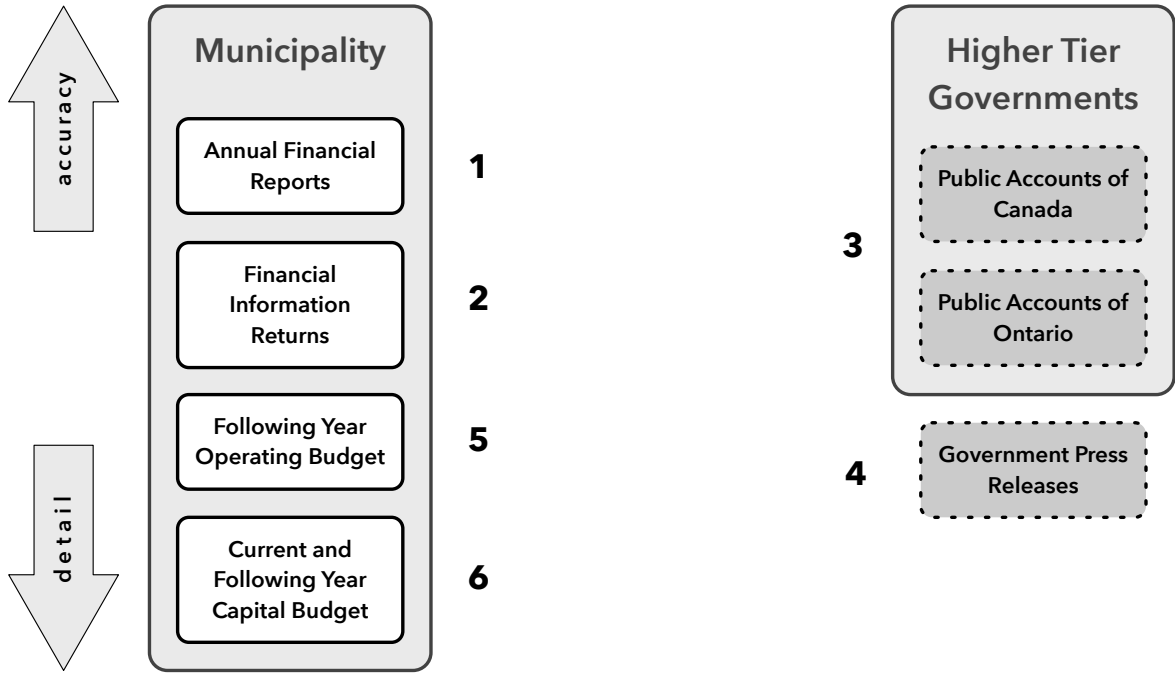 accuracy
detail
Municipality
Annual Financial
Reports
1
Financial
Information
Returns
2
Following Year
Operating Budget
5
Current and
Following Year
Capital Budget
6
Higher Tier
Governments
Public Accounts of
Canada
3
Public Accounts of
Ontario
4
Government Press
Releases